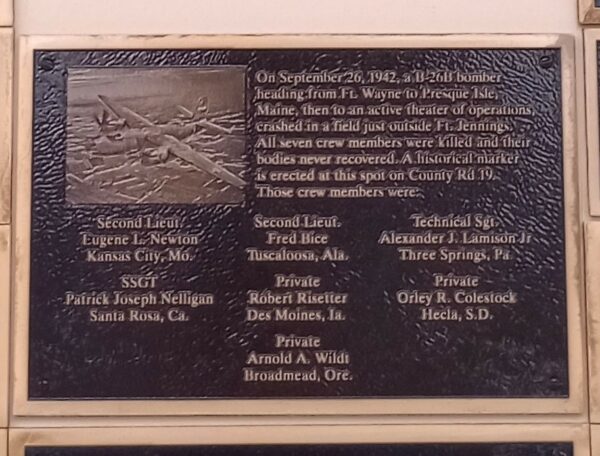 On September 26, 1942, a B-26B bomber
heading from Ft. Wayne to Presque Isle,
Maine, then to an active theater of operations,
crashed in a field just outside Ft. Jennings.
All seven crew members were killed and their
bodies never recovered. A historical marker
is erected at this spot on County Rd 19.
Those crew members were:
Second Lieut.
Eugene L. Newton
Kansas City, Mo.
Second Lieut.
Fred Bice
Tuscaloosa, Ala.
Technical Sgt.
Alexander J. Lamison Jr
Three Springs, Pa.
SSGT
Patrick Joseph Nelligan
Santa Rosa, Ca.
Private
Robert Risetter
Des Moines, Ia.
Private
Orley R. Colestock
Hecla, S.D.
Private
Arnold A. Wildt
Broadmead, Ore.